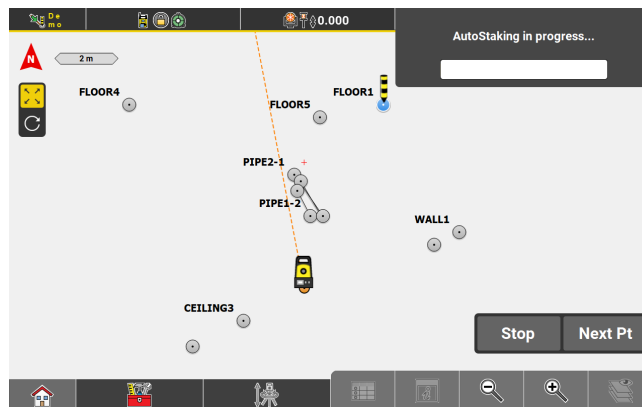 De
mo
0.000
AutoStaking in progress...
N
2 m
FLOOR4
FLOOR5
FLOOR1
PIPE2-1
PIPE1-2
WALL1
CEILING3
Stop
Next Pt